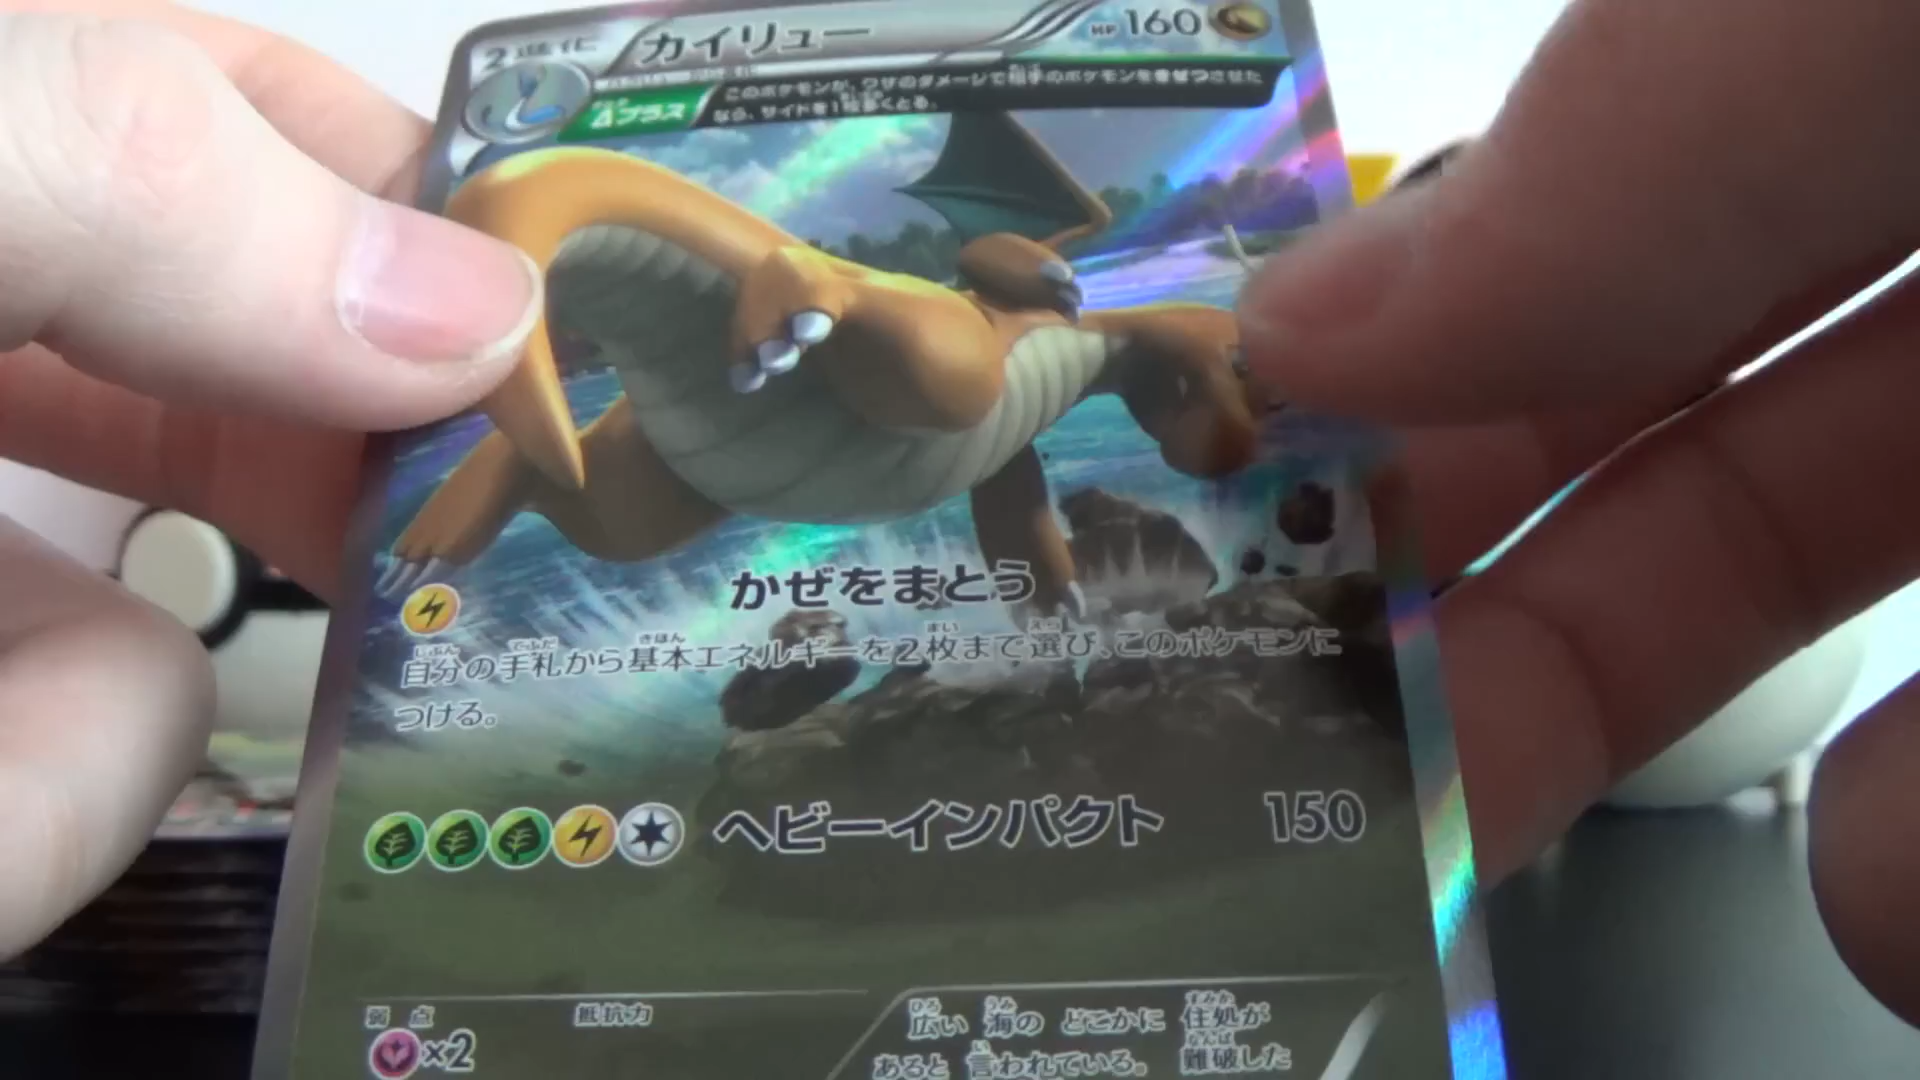 2進化 カイリュー HP160
このポケモンが、ワザのダメージで相手のポケモンをきぜつさせた
Δプラス なら、サイドを1枚多くとる。
かぜをまとう
自分の手札から基本エネルギーを2枚まで選び、このポケモンに
つける。
ヘビーインパクト 150
弱点 抵抗力
×2
広い 海の どこかに 住処が
あると 言われている。 難破した